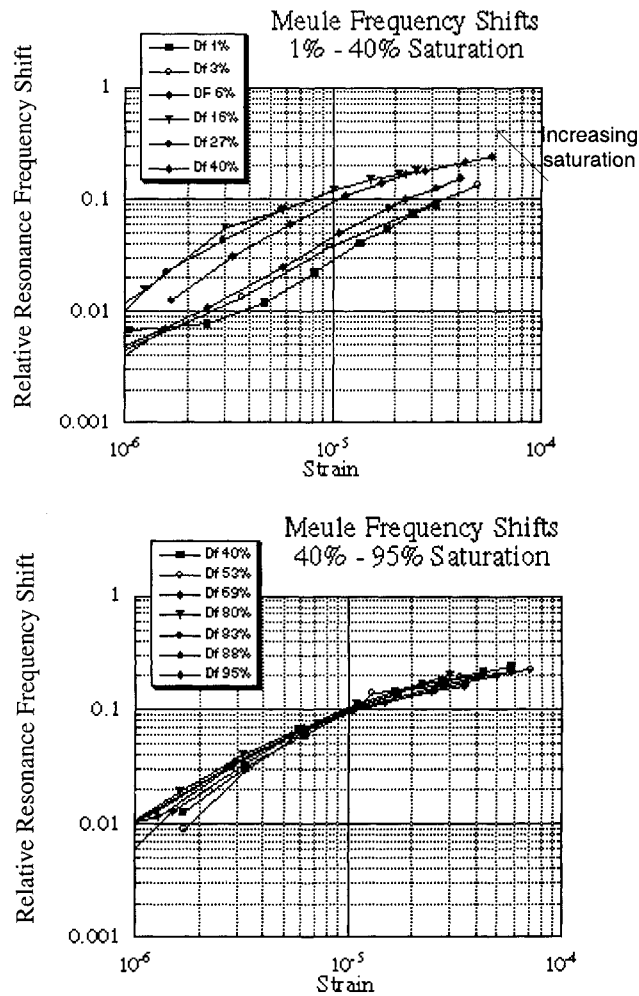 Meule Frequency Shifts
1% - 40% Saturation
Df 1%
Df 3%
DF 6%
Df 16%
Df 27%
Df 40%
Increasing
saturation
Relative Resonance Frequency Shift
1
0.1
0.01
0.001
10-6
10-5
10-4
Strain
Meule Frequency Shifts
40% - 95% Saturation
Df 40%
Df 53%
Df 69%
Df 80%
Df 83%
Df 88%
Df 95%
Relative Resonance Frequency Shift
1
0.1
0.01
0.001
10-6
10-5
10-4
Strain